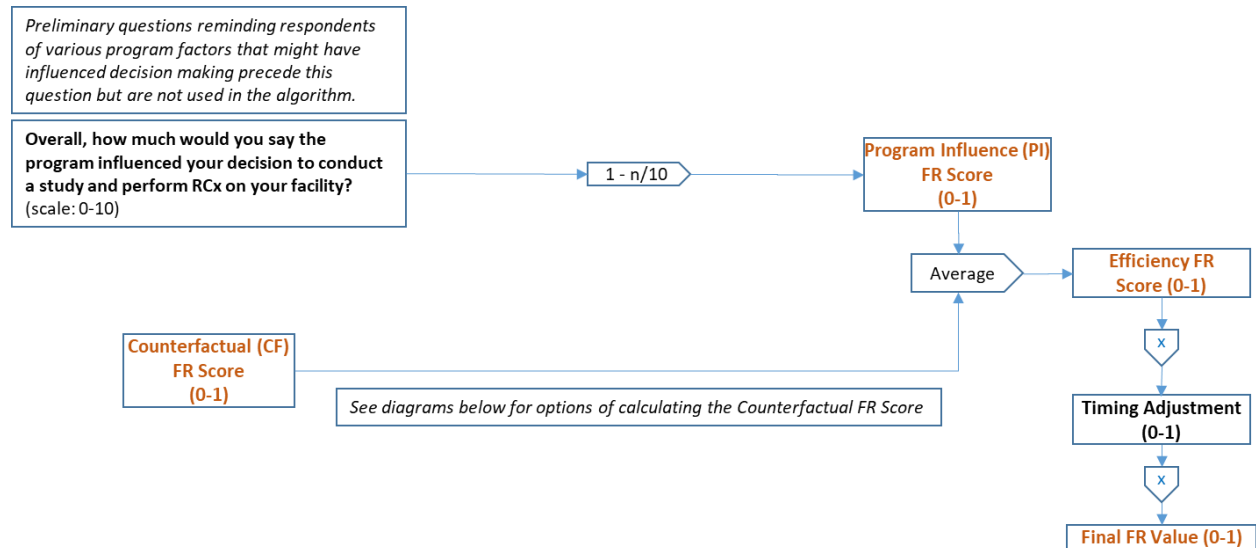 Preliminary questions reminding respondents
of various program factors that might have
influenced decision making precede this
question but are not used in the algorithm.
Overall, how much would you say the
program influenced your decision to conduct
a study and perform RCx on your facility?
(scale: 0-10)
1 - n/10
Program Influence (PI)
FR Score
(0-1)
Average
Efficiency FR
Score (0-1)
Counterfactual (CF)
FR Score
(0-1)
See diagrams below for options of calculating the Counterfactual FR Score
x
Timing Adjustment
(0-1)
x
Final FR Value (0-1)